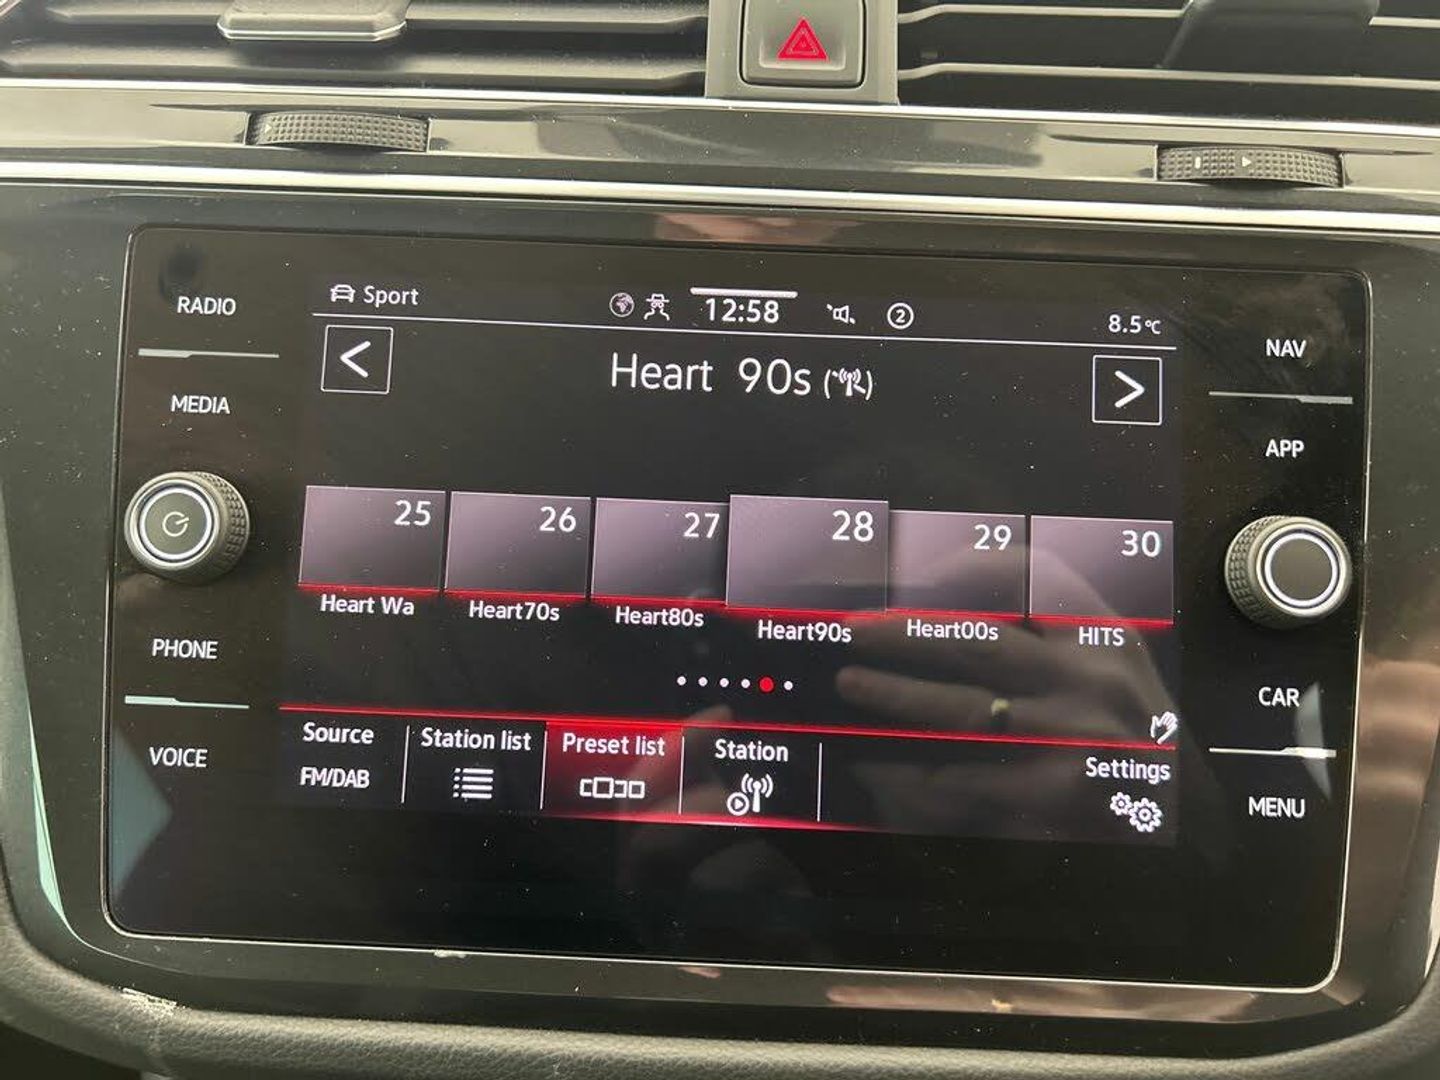 RADIO
MEDIA
PHONE
VOICE
Sport
12:58
2
8.5°C
<
Heart 90s
>
25
26
27
28
29
30
Heart Wa
Heart70s
Heart80s
Heart90s
Heart00s
HITS
Source
FM/DAB
Station list
Preset list
Station
Settings
NAV
APP
CAR
MENU